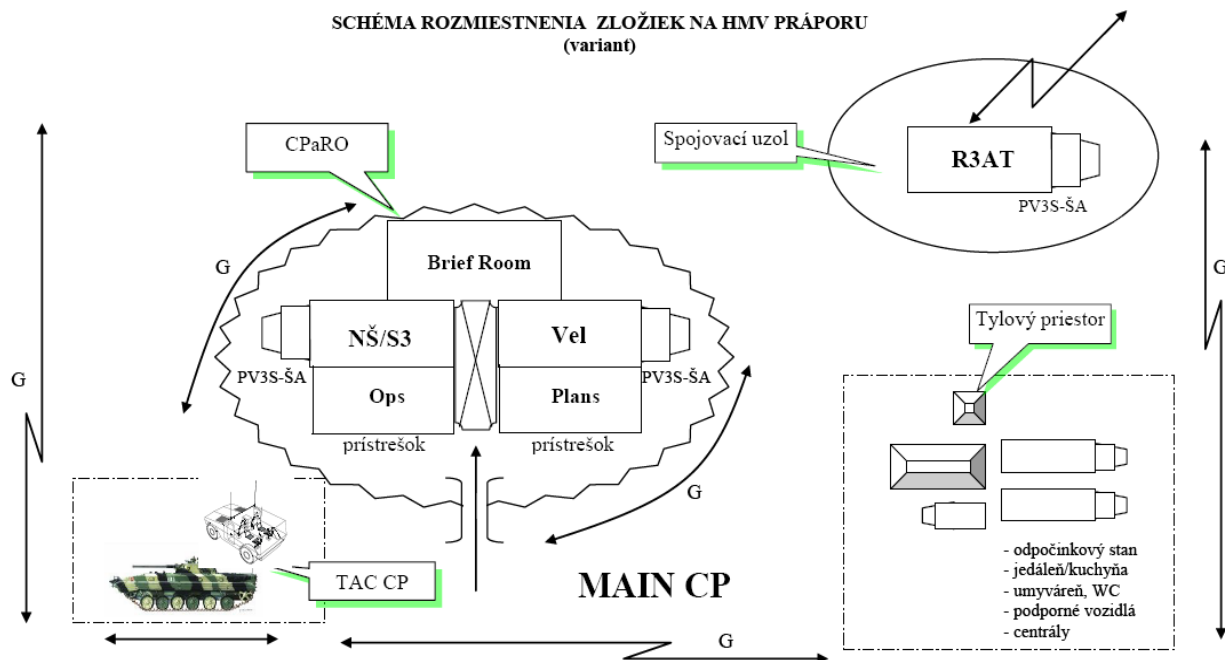 SCHÉMA ROZMIESTNENIA ZLOŽIEK NA HMV PRÁPORU
(variant)
CPaRO
Spojovací uzol
R3AT
PV3S-ŠA
G
Brief Room
G
Tylový priestor
NŠ/S3
Vel
PV3S-ŠA
PV3S-ŠA
G
Ops
Plans
prístrešok
prístrešok
G
TAC CP
MAIN CP
- odpočinkový stan
- jedáleň/kuchyňa
- umyváreň, WC
- podporné vozidlá
- centrály
G